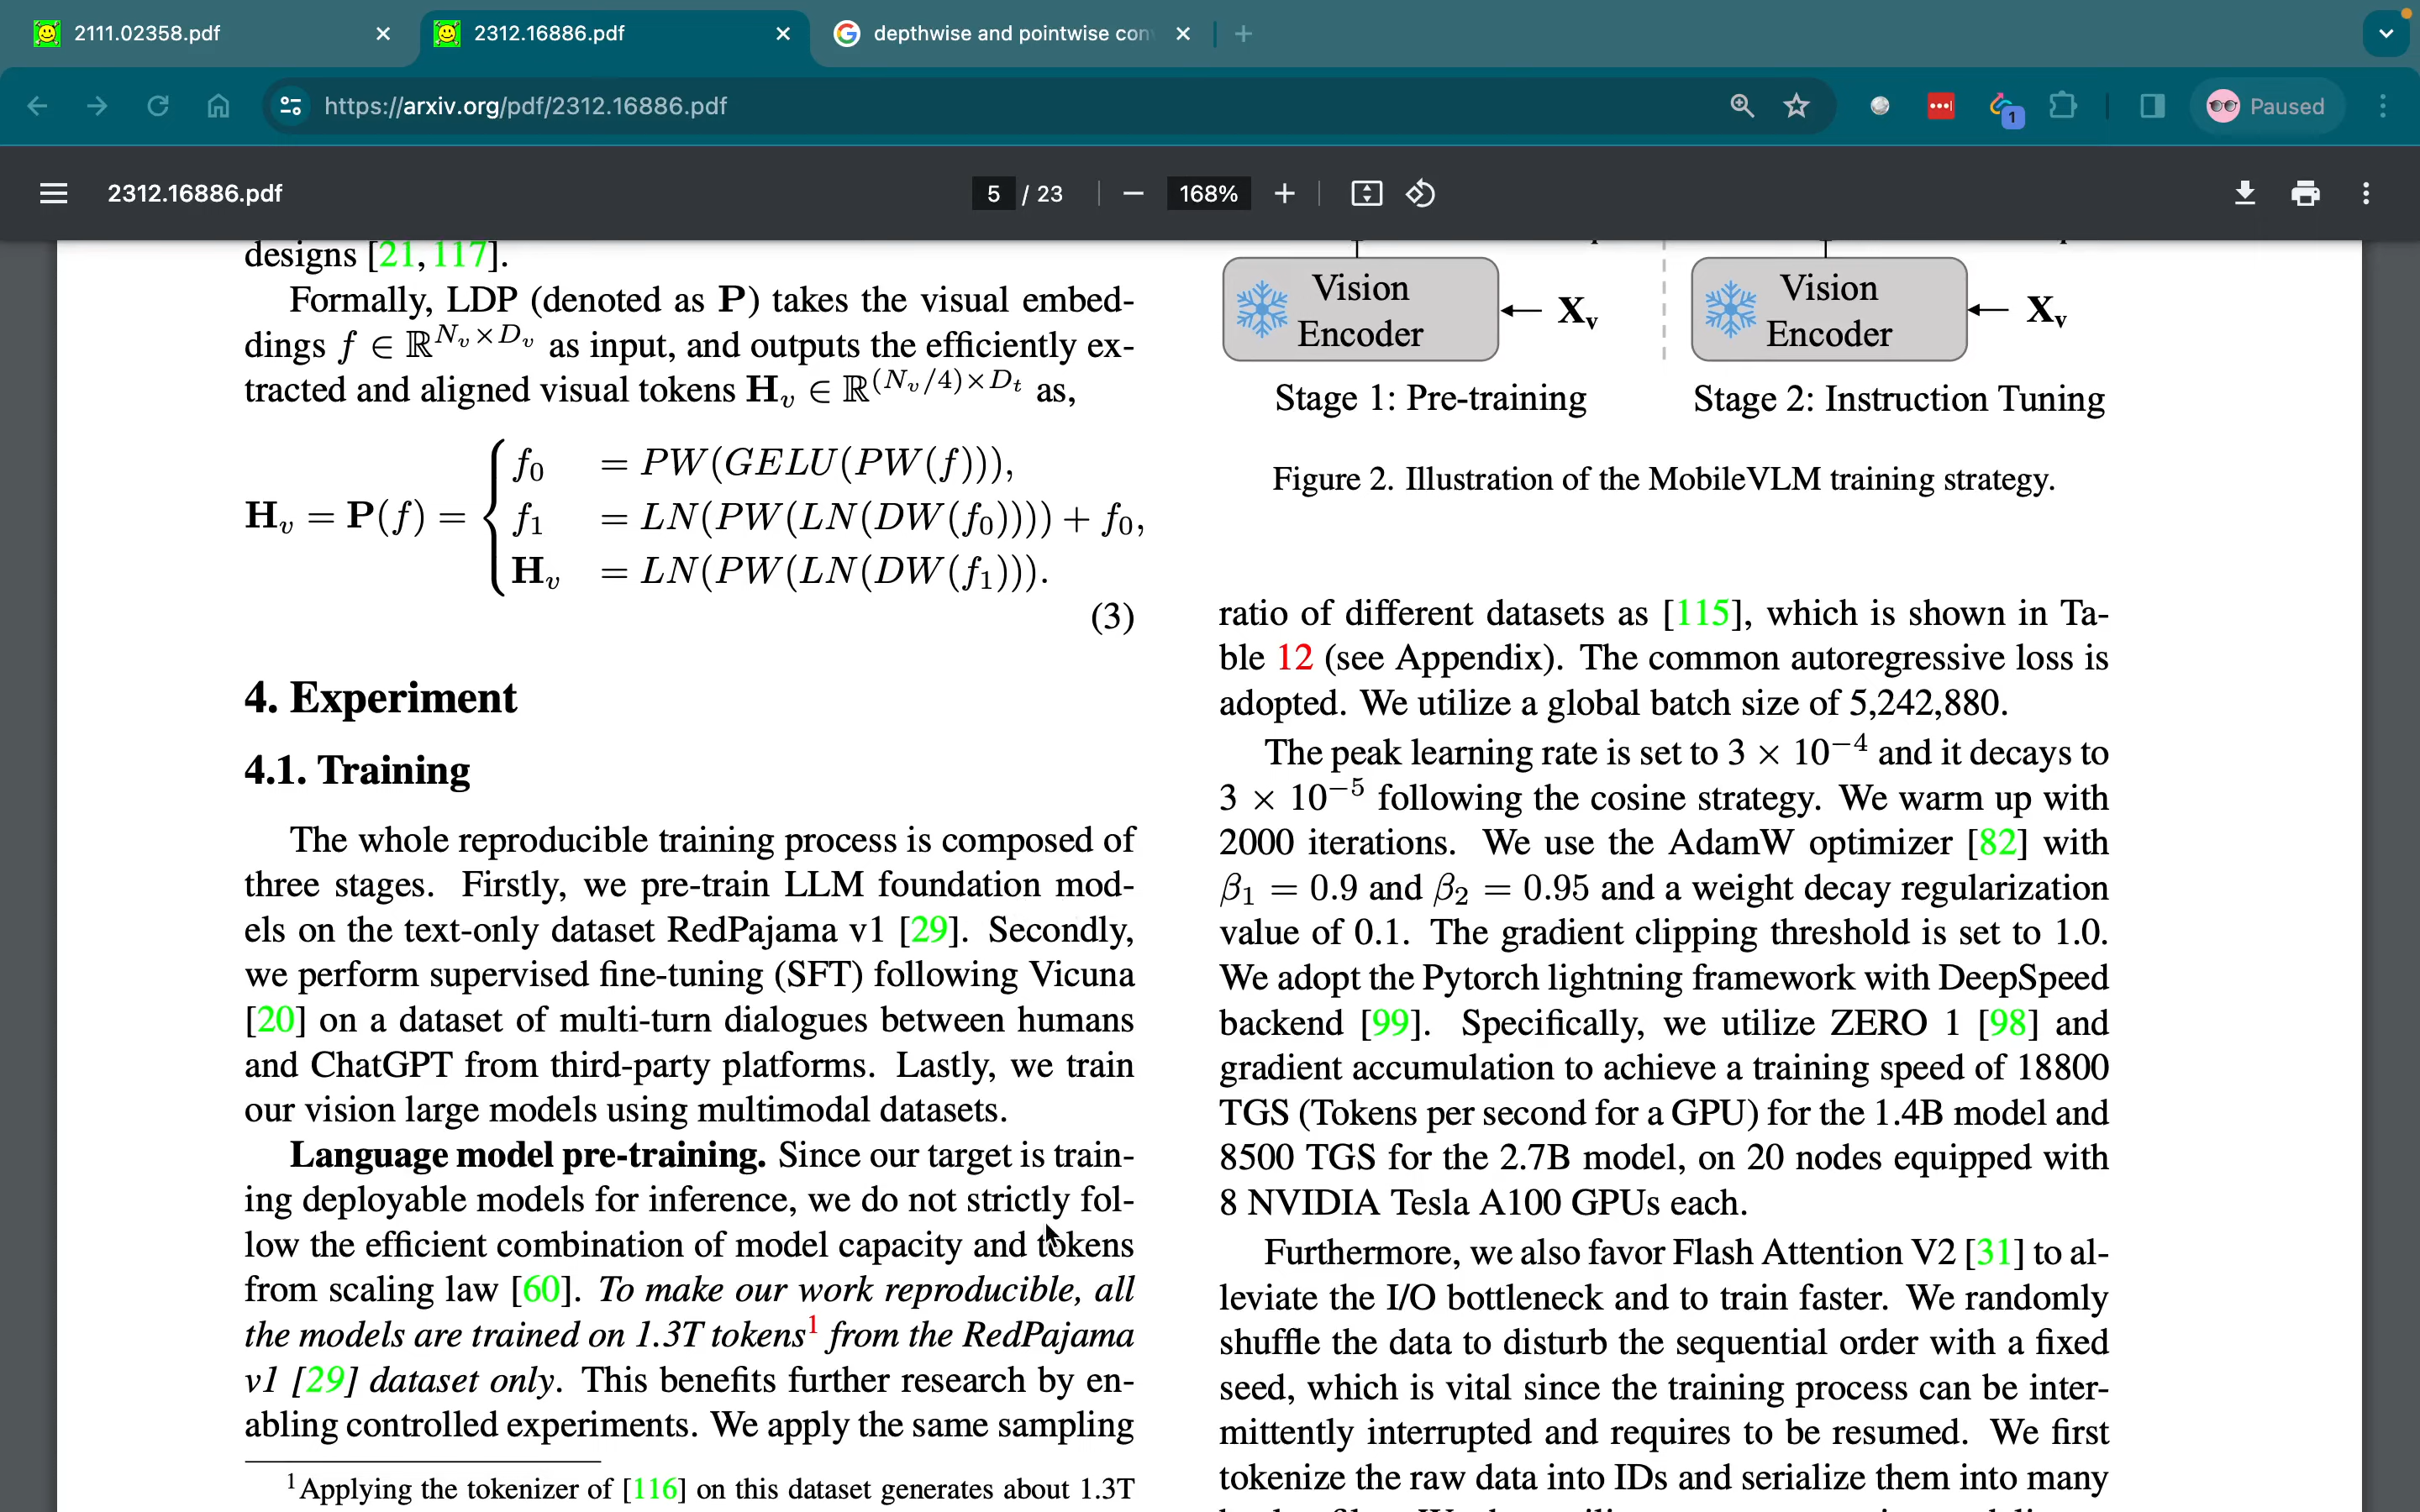 2111.02358.pdf
2312.16886.pdf
depthwise and pointwise con
https://arxiv.org/pdf/2312.16886.pdf
1
Paused
2312.16886.pdf
5 / 23
168%
designs [21, 117].
Formally, LDP (denoted as P) takes the visual embed-
dings f ∈ ℝ^{N_v×D_v} as input, and outputs the efficiently ex-
tracted and aligned visual tokens H_v ∈ ℝ^{(N_v/4)×D_t} as,
f_0 = PW(GELU(PW(f))),
H_v = P(f) = { f_1 = LN(PW(LN(DW(f_0)))) + f_0,
H_v = LN(PW(LN(DW(f_1))).
(3)
4. Experiment
4.1. Training
The whole reproducible training process is composed of
three stages. Firstly, we pre-train LLM foundation mod-
els on the text-only dataset RedPajama v1 [29]. Secondly,
we perform supervised fine-tuning (SFT) following Vicuna
[20] on a dataset of multi-turn dialogues between humans
and ChatGPT from third-party platforms. Lastly, we train
our vision large models using multimodal datasets.
Language model pre-training. Since our target is train-
ing deployable models for inference, we do not strictly fol-
low the efficient combination of model capacity and tokens
from scaling law [60]. To make our work reproducible, all
the models are trained on 1.3T tokens¹ from the RedPajama
v1 [29] dataset only. This benefits further research by en-
abling controlled experiments. We apply the same sampling
¹Applying the tokenizer of [116] on this dataset generates about 1.3T
Vision
Encoder
X_v
Vision
Encoder
X_v
Stage 1: Pre-training
Stage 2: Instruction Tuning
Figure 2. Illustration of the MobileVLM training strategy.
ratio of different datasets as [115], which is shown in Ta-
ble 12 (see Appendix). The common autoregressive loss is
adopted. We utilize a global batch size of 5,242,880.
The peak learning rate is set to 3 × 10⁻⁴ and it decays to
3 × 10⁻⁵ following the cosine strategy. We warm up with
2000 iterations. We use the AdamW optimizer [82] with
β₁ = 0.9 and β₂ = 0.95 and a weight decay regularization
value of 0.1. The gradient clipping threshold is set to 1.0.
We adopt the Pytorch lightning framework with DeepSpeed
backend [99]. Specifically, we utilize ZERO 1 [98] and
gradient accumulation to achieve a training speed of 18800
TGS (Tokens per second for a GPU) for the 1.4B model and
8500 TGS for the 2.7B model, on 20 nodes equipped with
8 NVIDIA Tesla A100 GPUs each.
Furthermore, we also favor Flash Attention V2 [31] to al-
leviate the I/O bottleneck and to train faster. We randomly
shuffle the data to disturb the sequential order with a fixed
seed, which is vital since the training process can be inter-
mittently interrupted and requires to be resumed. We first
tokenize the raw data into IDs and serialize them into many